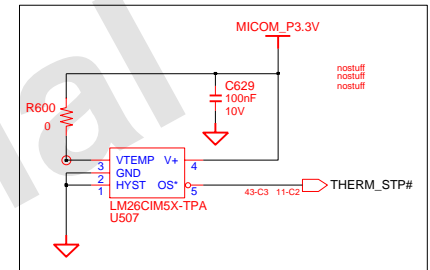 MICOM_P3.3V
nostuff
nostuff
nostuff
C629
100nF
10V
R600
0
VTEMP V+
3 4
GND
2
HYST OS*
1 5
43-C3 11-C2
THERM_STP#
LM26CIM5X-TPA
U507